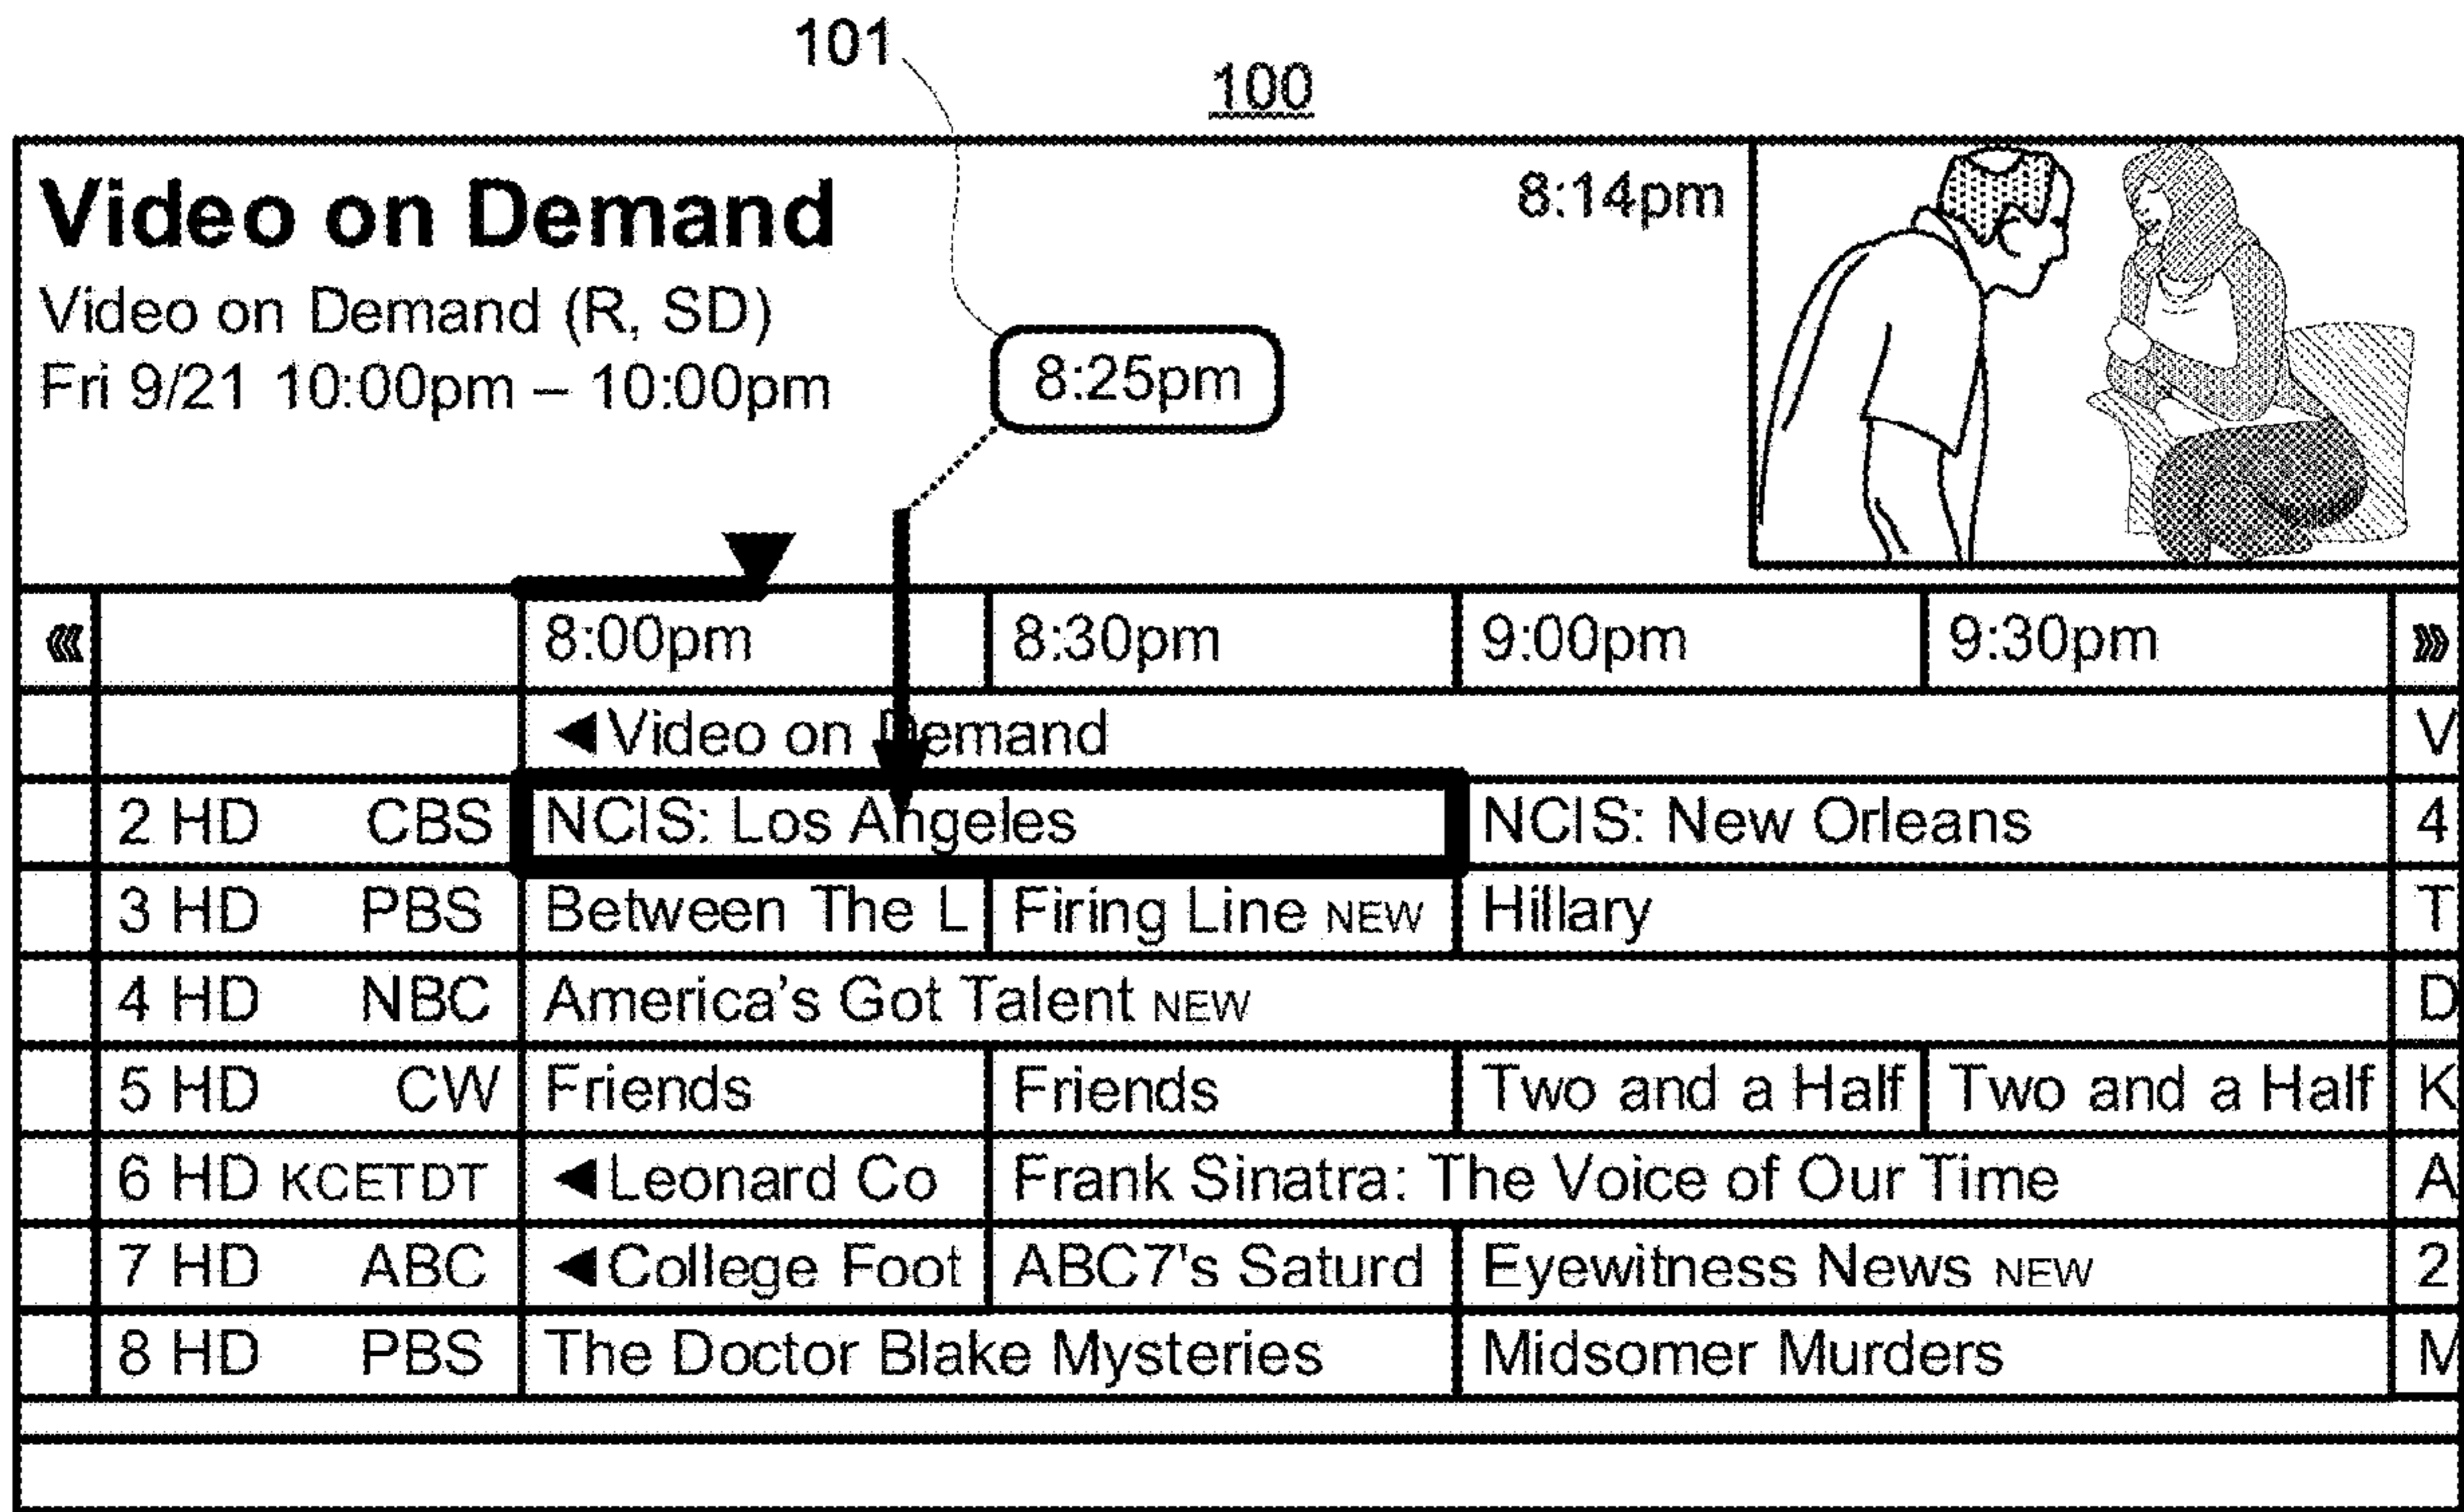 101
100
Video on Demand
8:14pm
Video on Demand (R, SD)
Fri 9/21 10:00pm – 10:00pm
8:25pm
8:00pm 8:30pm 9:00pm 9:30pm
Video on Demand V
2 HD CBS NCIS: Los Angeles NCIS: New Orleans 4
3 HD PBS Between The L Firing Line NEW Hillary T
4 HD NBC America's Got Talent NEW D
5 HD CW Friends Friends Two and a Half Two and a Half K
6 HD KCETDT Leonard Co Frank Sinatra: The Voice of Our Time A
7 HD ABC College Foot ABC7's Saturd Eyewitness News NEW 2
8 HD PBS The Doctor Blake Mysteries Midsomer Murders M